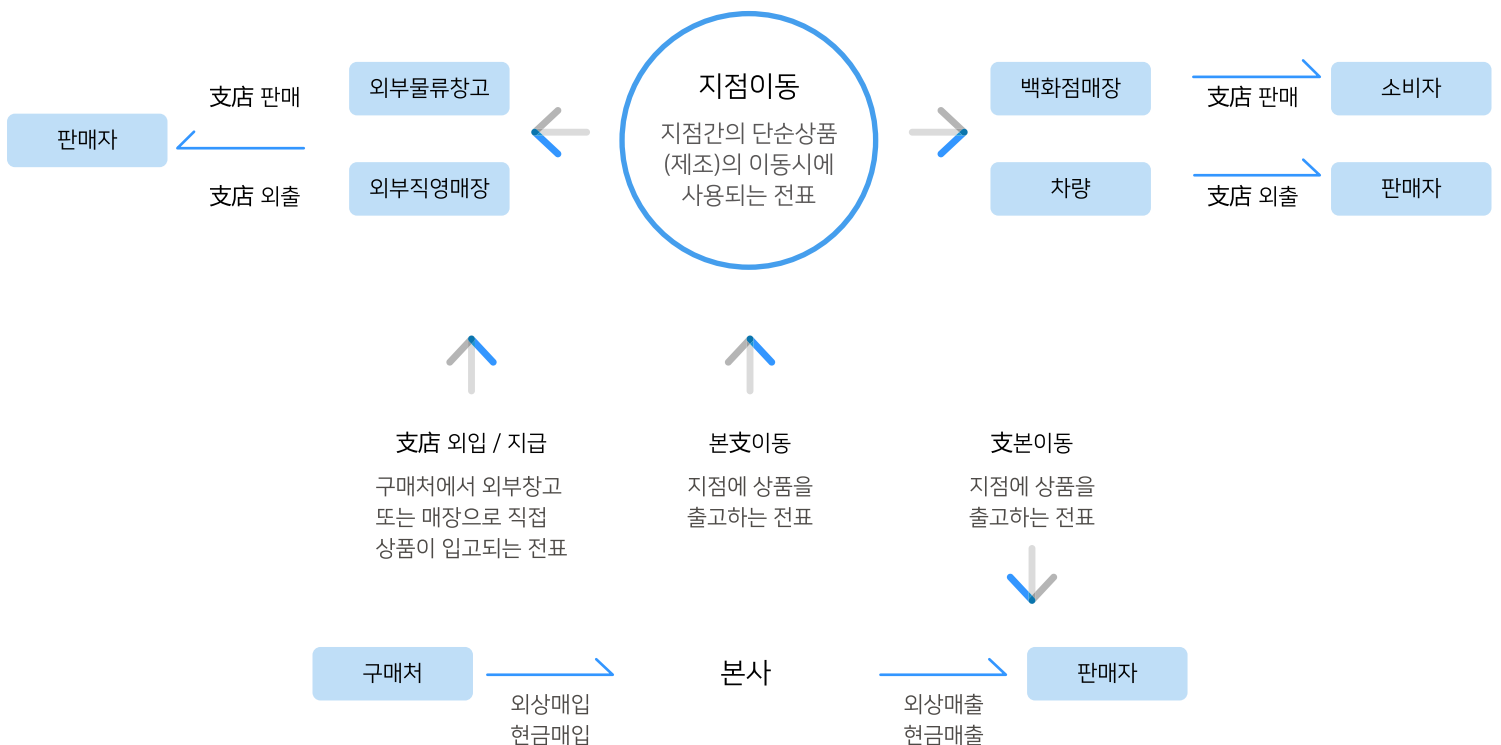 지점이동
지점간의 단순상품
(제조)의 이동시에
사용되는 전표
판매자
支店 판매
支店 외출
외부물류창고
외부직영매장
백화점매장
차량
支店 판매
支店 외출
소비자
판매자
支店 외입 / 지급
구매처에서 외부창고
또는 매장으로 직접
상품이 입고되는 전표
본支이동
지점에 상품을
출고하는 전표
支본이동
지점에 상품을
출고하는 전표
구매처
외상매입
현금매입
본사
외상매출
현금매출
판매자